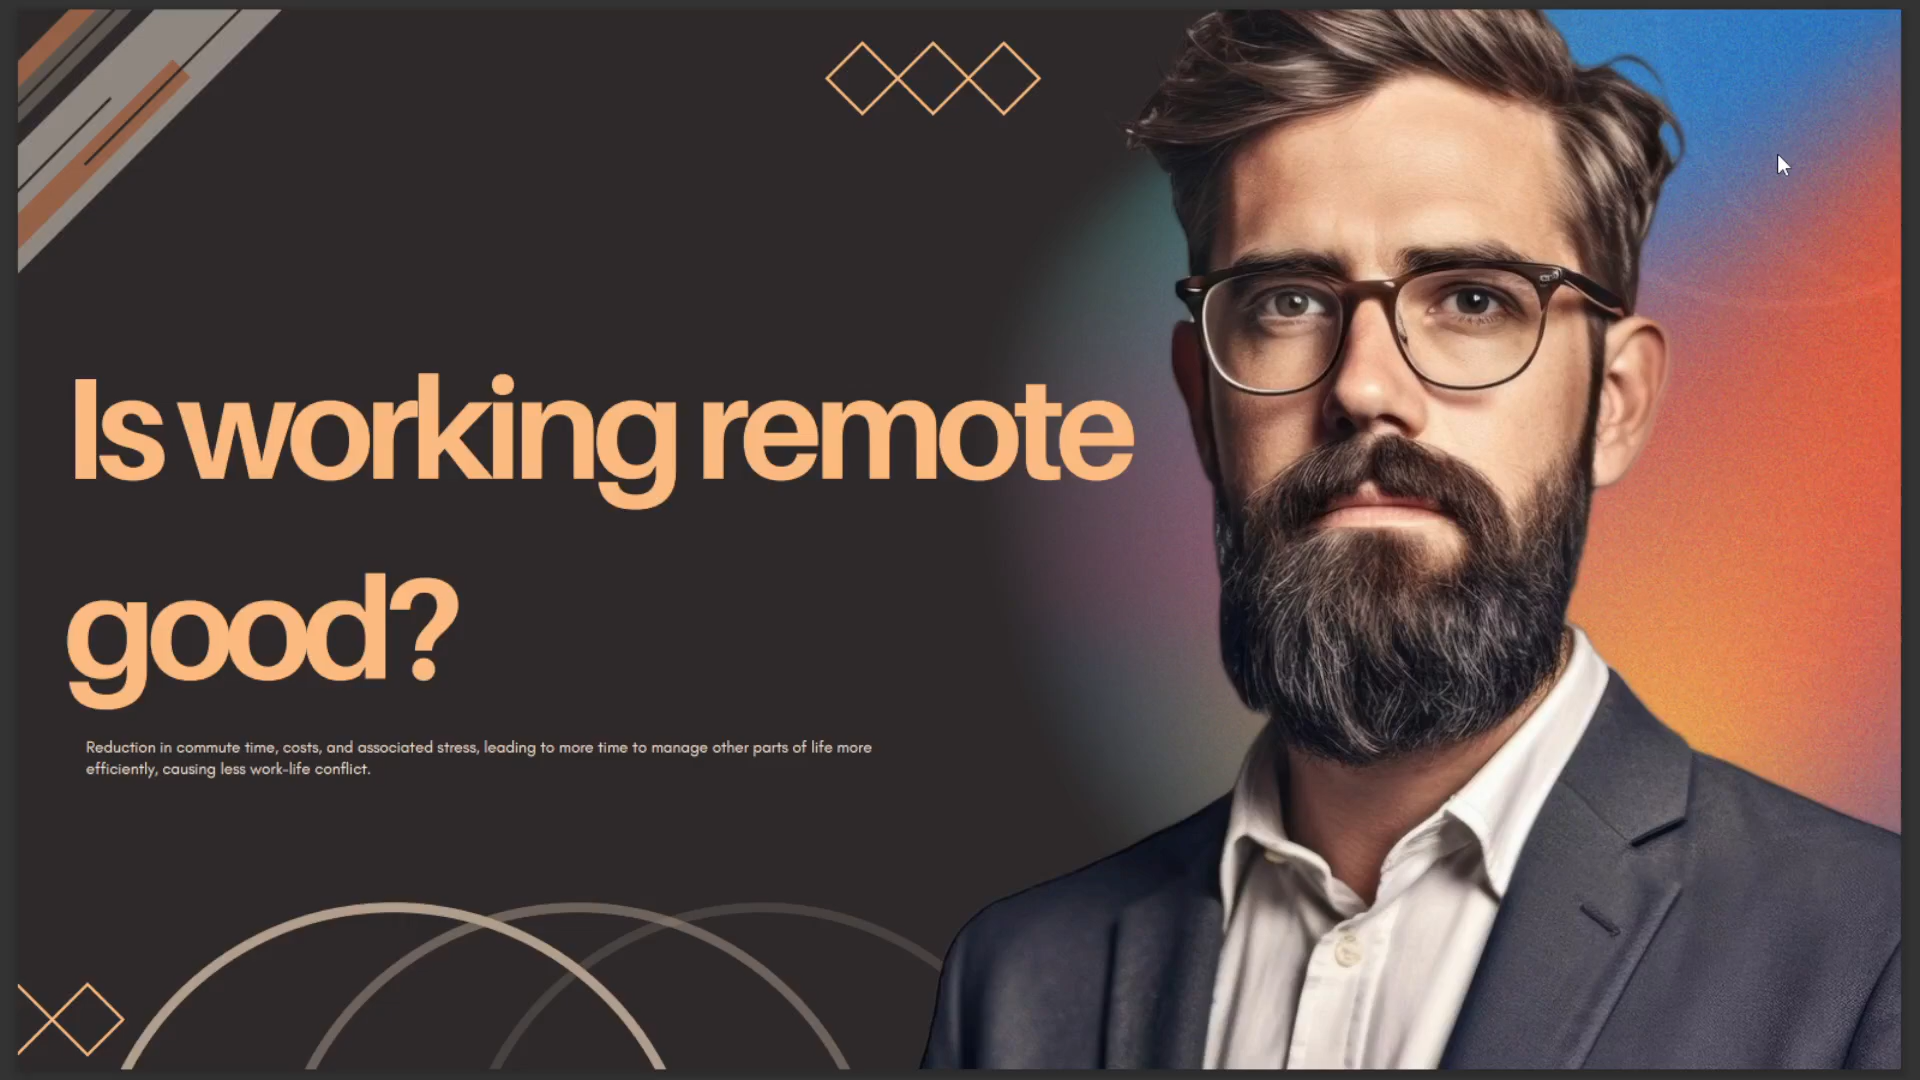 Is working remote
good?
Reduction in commute time, costs, and associated stress, leading to more time to manage other parts of life more
efficiently, causing less work-life conflict.